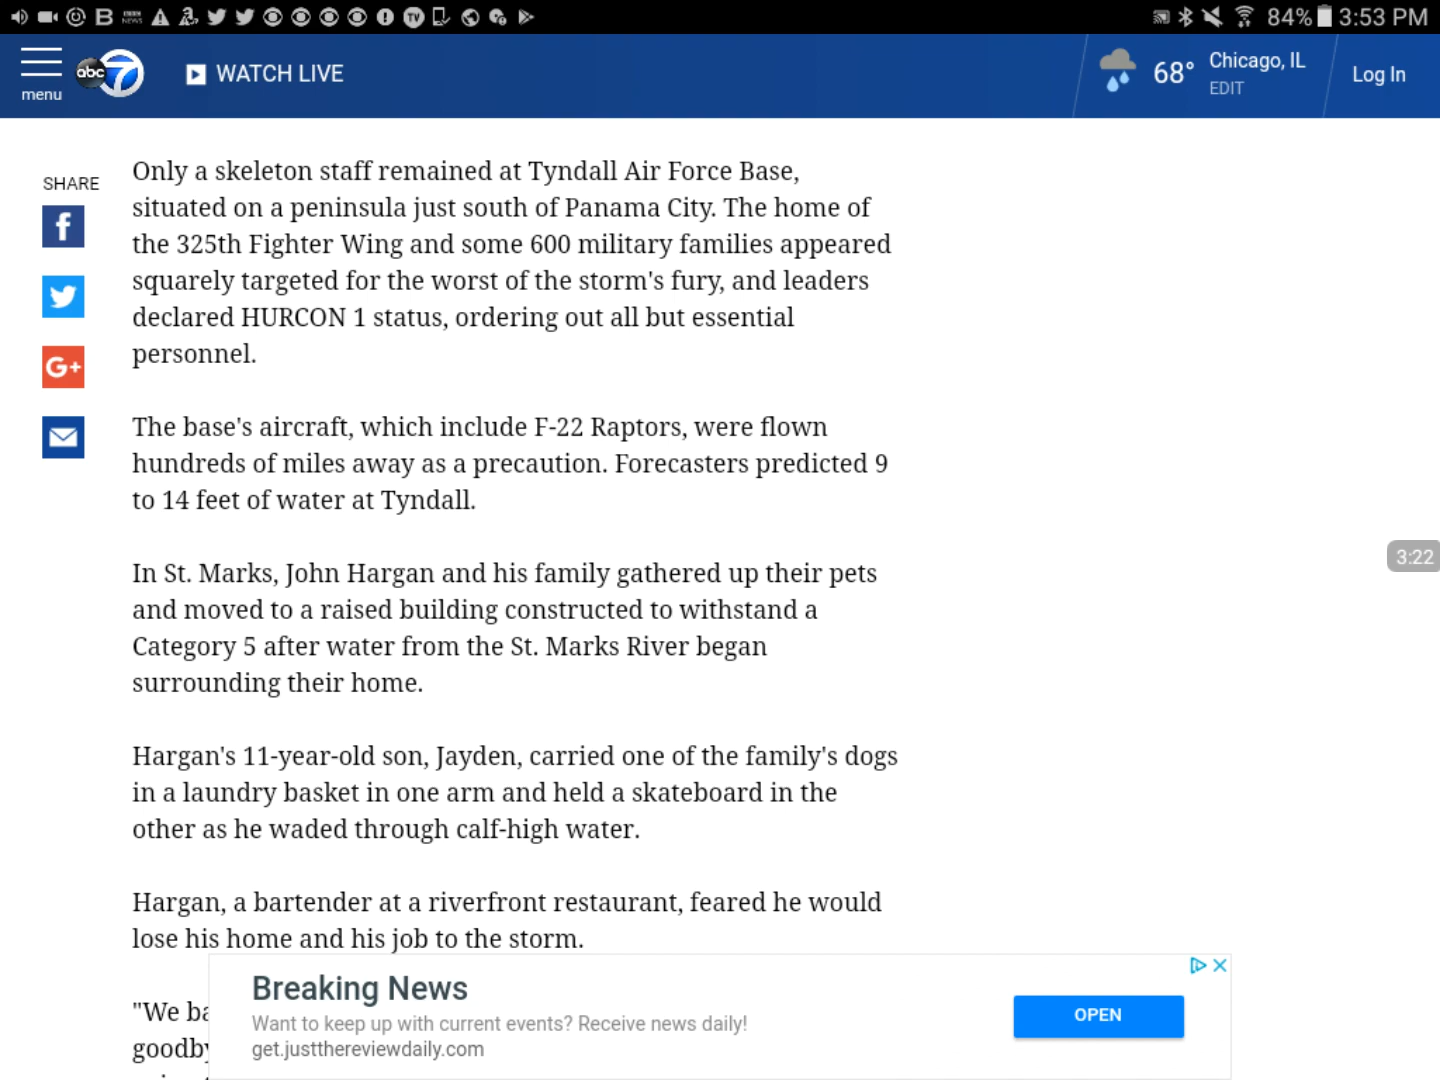 B NEWS TV 84% 3:53 PM
menu abc 7 WATCH LIVE 68° Chicago, IL EDIT Log In
SHARE
Only a skeleton staff remained at Tyndall Air Force Base,
situated on a peninsula just south of Panama City. The home of
the 325th Fighter Wing and some 600 military families appeared
squarely targeted for the worst of the storm's fury, and leaders
declared HURCON 1 status, ordering out all but essential
personnel.
f
G+
The base's aircraft, which include F-22 Raptors, were flown
hundreds of miles away as a precaution. Forecasters predicted 9
to 14 feet of water at Tyndall.
3:22
In St. Marks, John Hargan and his family gathered up their pets
and moved to a raised building constructed to withstand a
Category 5 after water from the St. Marks River began
surrounding their home.
Hargan's 11-year-old son, Jayden, carried one of the family's dogs
in a laundry basket in one arm and held a skateboard in the
other as he waded through calf-high water.
Hargan, a bartender at a riverfront restaurant, feared he would
lose his home and his job to the storm.
"We ba
goodby
Breaking News
Want to keep up with current events? Receive news daily!
get.justthereviewdaily.com
OPEN